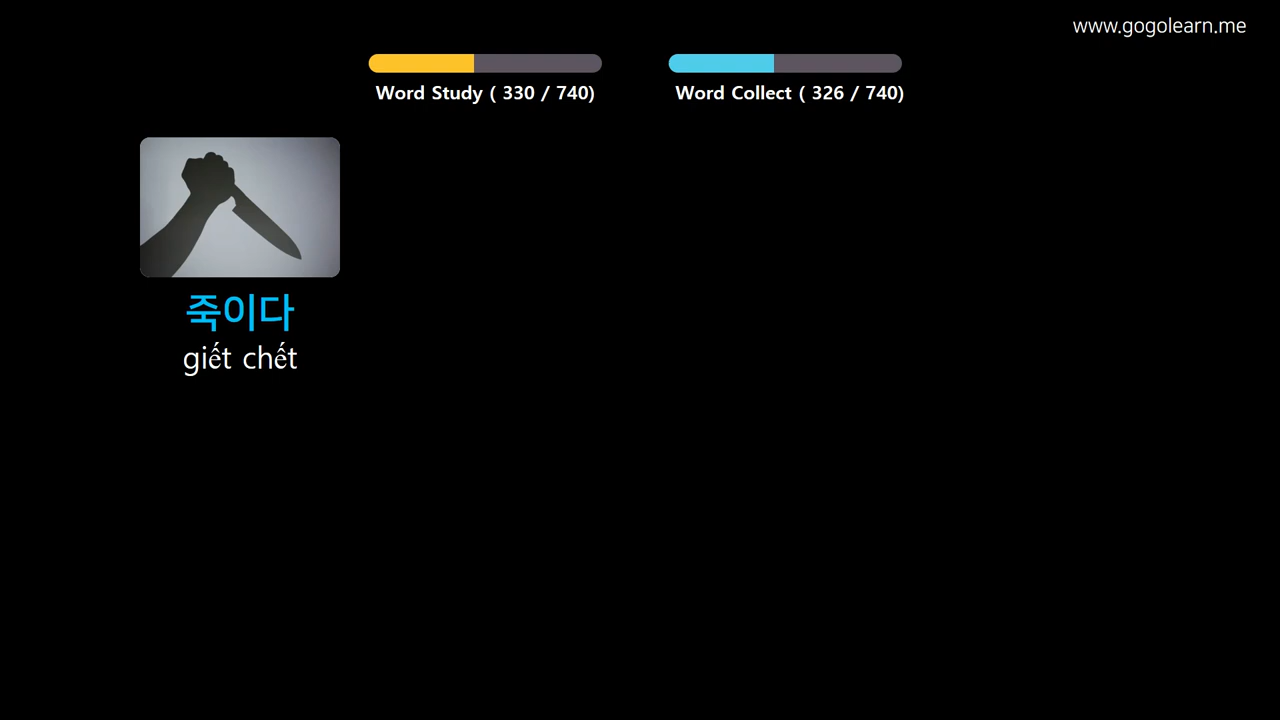 www.gogolearn.me
Word Study ( 330 / 740)
Word Collect ( 326 / 740)
죽이다
giết chết